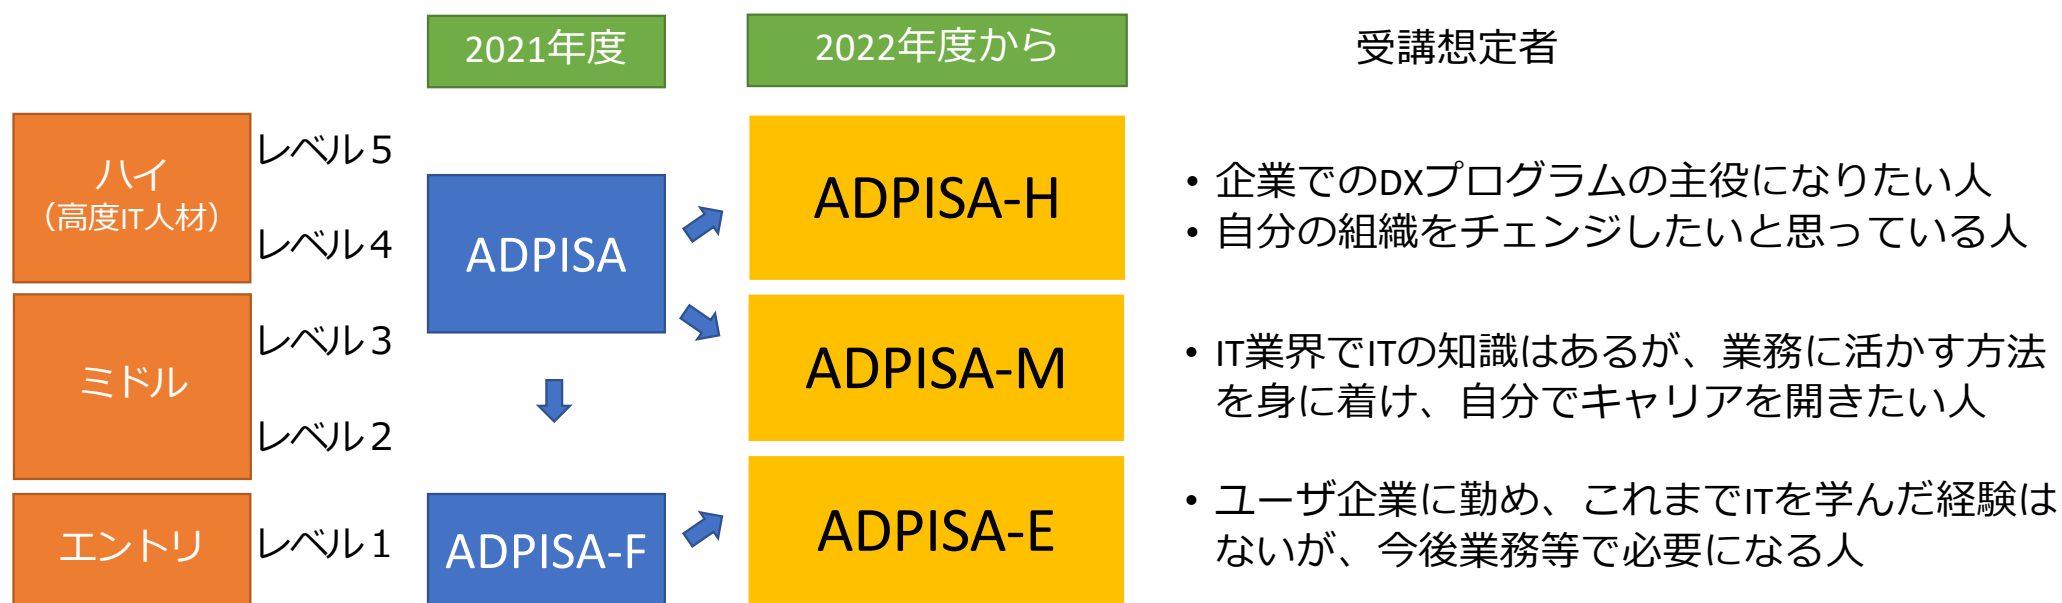 2021年度
2022年度から
受講想定者
ハイ
（高度IT人材）
レベル５
レベル４
ADPISA
ADPISA-H
• 企業でのDXプログラムの主役になりたい人
• 自分の組織をチェンジしたいと思っている人
ミドル
レベル３
レベル２
ADPISA-M
• IT業界でITの知識はあるが、業務に活かす方法
を身に着け、自分でキャリアを開きたい人
エントリ
レベル１
ADPISA-F
ADPISA-E
• ユーザ企業に勤め、これまでITを学んだ経験は
ないが、今後業務等で必要になる人